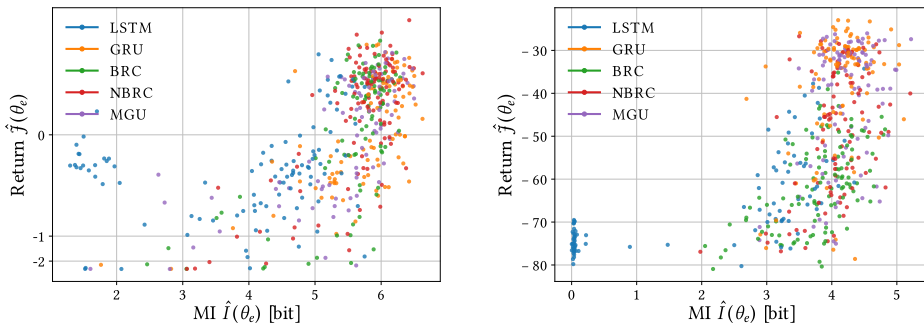 LSTM
GRU
BRC
NBRC
MGU
0
-1
-2
2
3
4
5
6
Return Ĵ(θe)
MI Î(θe) [bit]
LSTM
GRU
BRC
NBRC
MGU
−30
−40
−50
−60
−70
−80
0
1
2
3
4
5
Return Ĵ(θe)
MI Î(θe) [bit]